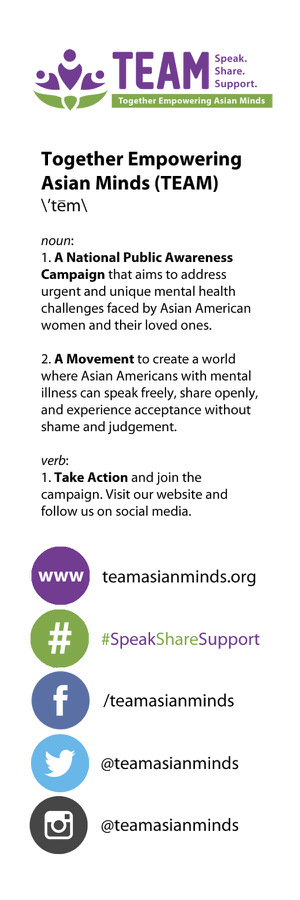 TEAM
Speak.
Share.
Support.
Together Empowering Asian Minds
Together Empowering
Asian Minds (TEAM)
\'tēm\
noun:
1. A National Public Awareness
Campaign that aims to address
urgent and unique mental health
challenges faced by Asian American
women and their loved ones.
2. A Movement to create a world
where Asian Americans with mental
illness can speak freely, share openly,
and experience acceptance without
shame and judgement.
verb:
1. Take Action and join the
campaign. Visit our website and
follow us on social media.
www teamasianminds.org
# #SpeakShareSupport
f /teamasianminds
@teamasianminds
@teamasianminds